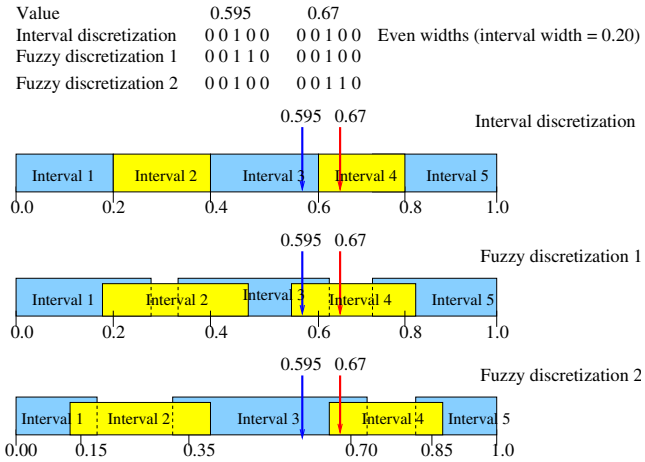 Value 0.595 0.67
Interval discretization 0 0 1 0 0 0 0 1 0 0 Even widths (interval width = 0.20)
Fuzzy discretization 1 0 0 1 1 0 0 0 1 0 0
Fuzzy discretization 2 0 0 1 0 0 0 0 1 1 0
0.595 0.67 Interval discretization
Interval 1 Interval 2 Interval 3 Interval 4 Interval 5
0.0 0.2 0.4 0.6 0.8 1.0
0.595 0.67 Fuzzy discretization 1
Interval 1 Interval 2 Interval 3 Interval 4 Interval 5
0.0 0.2 0.4 0.6 0.8 1.0
0.595 0.67 Fuzzy discretization 2
Interval 1 Interval 2 Interval 3 Interval 4 Interval 5
0.00 0.15 0.35 0.70 0.85 1.0